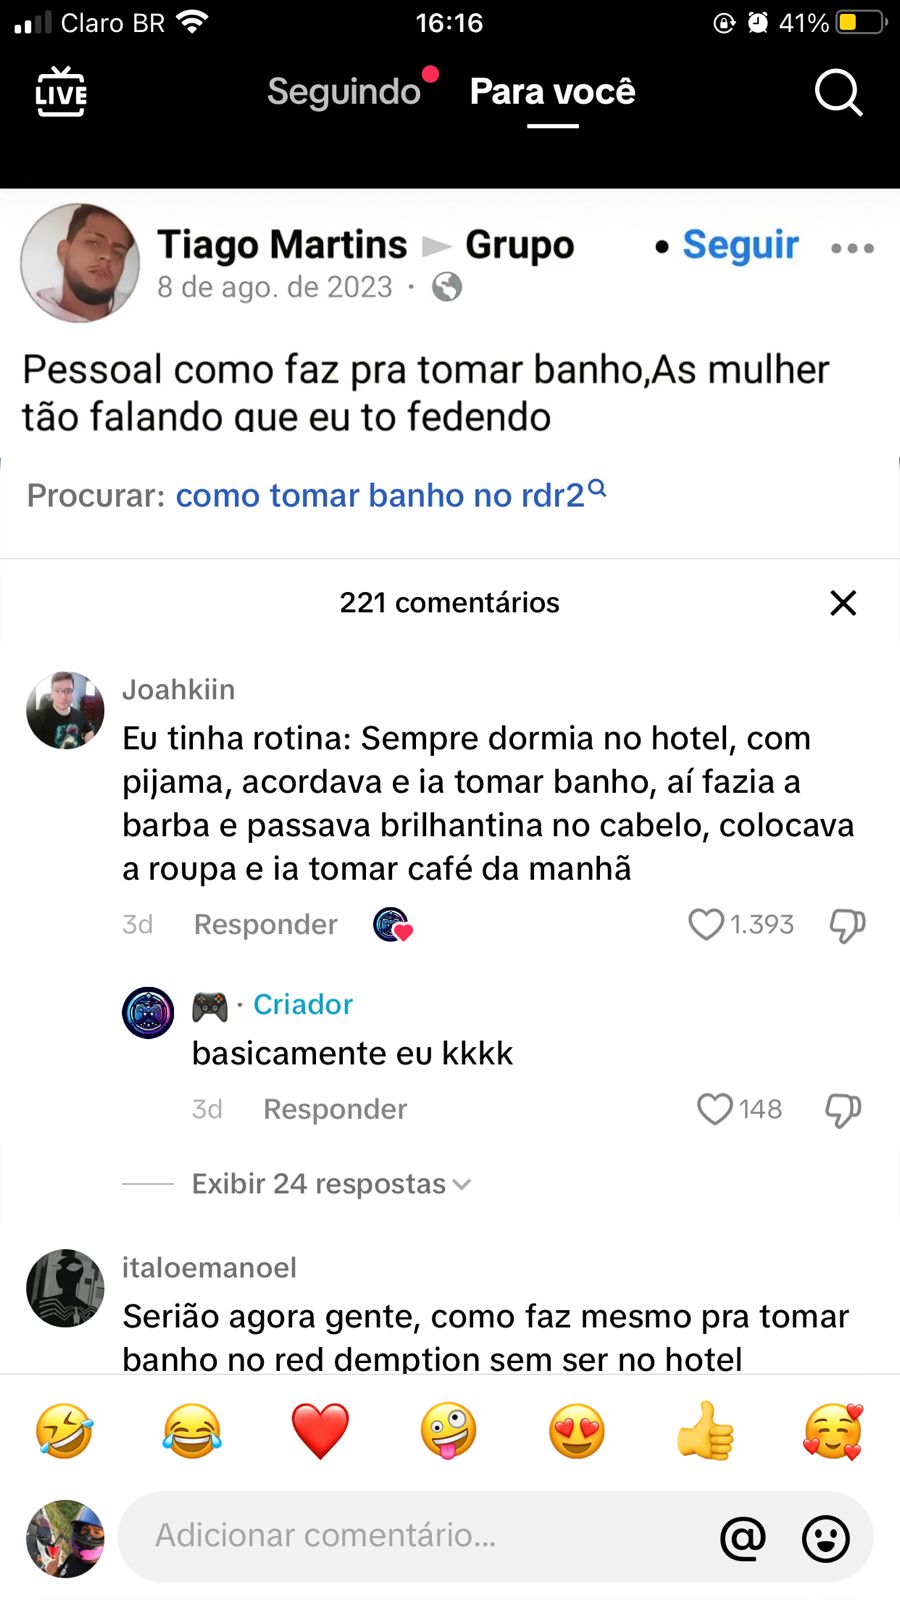 Claro BR
16:16
41%
LIVE
Seguindo
Para você
Tiago Martins
Grupo
• Seguir
8 de ago. de 2023 ·
Pessoal como faz pra tomar banho,As mulher
tão falando que eu to fedendo
Procurar: como tomar banho no rdr2
221 comentários
Joahkiin
Eu tinha rotina: Sempre dormia no hotel, com
pijama, acordava e ia tomar banho, aí fazia a
barba e passava brilhantina no cabelo, colocava
a roupa e ia tomar café da manhã
3d
Responder
1.393
🎮 · Criador
basicamente eu kkkk
3d
Responder
148
Exibir 24 respostas
italoemanoel
Serião agora gente, como faz mesmo pra tomar
banho no red demption sem ser no hotel
Adicionar comentário...
@